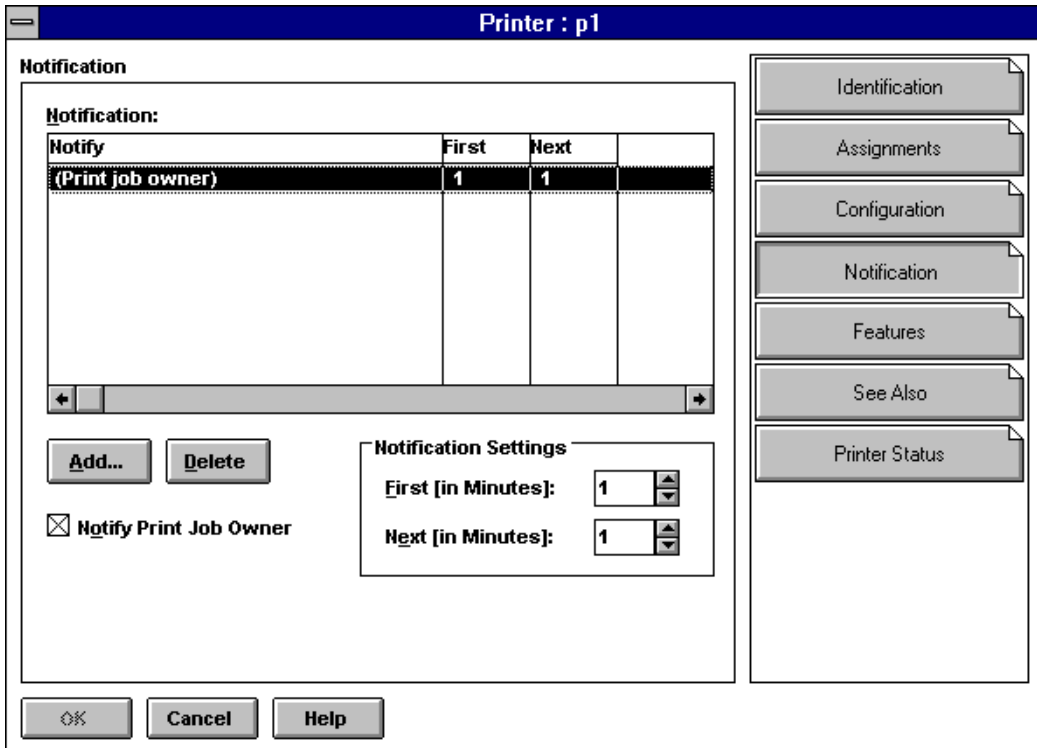 Printer : p1
Notification
Notification:
Notify First Next
(Print job owner) 1 1
Add... Delete
Notify Print Job Owner
Notification Settings
First [in Minutes]: 1
Next [in Minutes]: 1
Identification
Assignments
Configuration
Notification
Features
See Also
Printer Status
OK Cancel Help